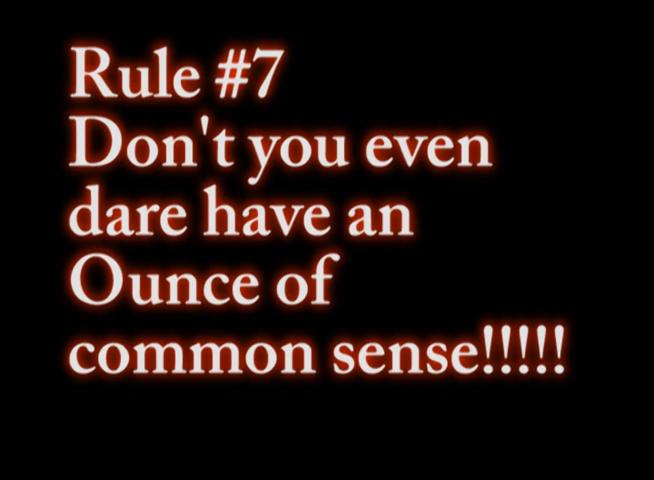 Rule #7
Don't you even
dare have an
Ounce of
common sense!!!!!